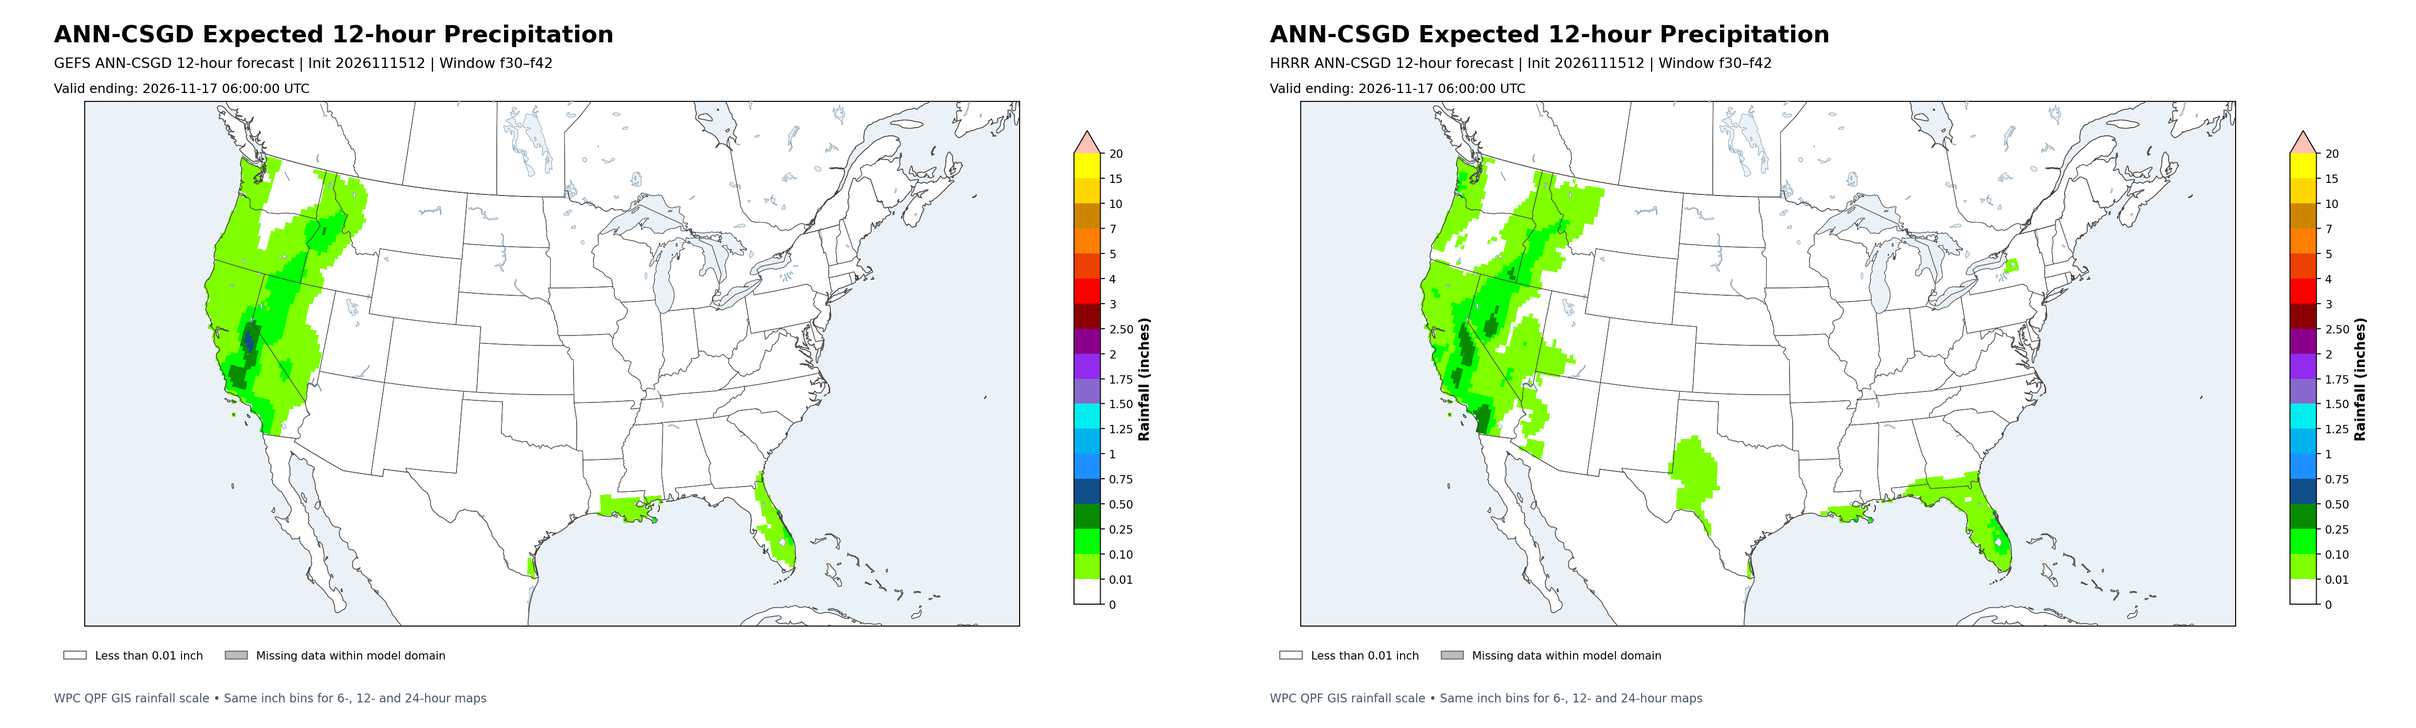 ANN-CSGD Expected 12-hour Precipitation
GEFS ANN-CSGD 12-hour forecast | Init 2026111512 | Window f30–f42
Valid ending: 2026-11-17 06:00:00 UTC
20
15
10
7
5
4
3
2.50
2
1.75
1.50
1.25
1
0.75
0.50
0.25
0.10
0.01
0
Rainfall (inches)
Less than 0.01 inch
Missing data within model domain
WPC QPF GIS rainfall scale • Same inch bins for 6-, 12- and 24-hour maps
ANN-CSGD Expected 12-hour Precipitation
HRRR ANN-CSGD 12-hour forecast | Init 2026111512 | Window f30–f42
Valid ending: 2026-11-17 06:00:00 UTC
20
15
10
7
5
4
3
2.50
2
1.75
1.50
1.25
1
0.75
0.50
0.25
0.10
0.01
0
Rainfall (inches)
Less than 0.01 inch
Missing data within model domain
WPC QPF GIS rainfall scale • Same inch bins for 6-, 12- and 24-hour maps